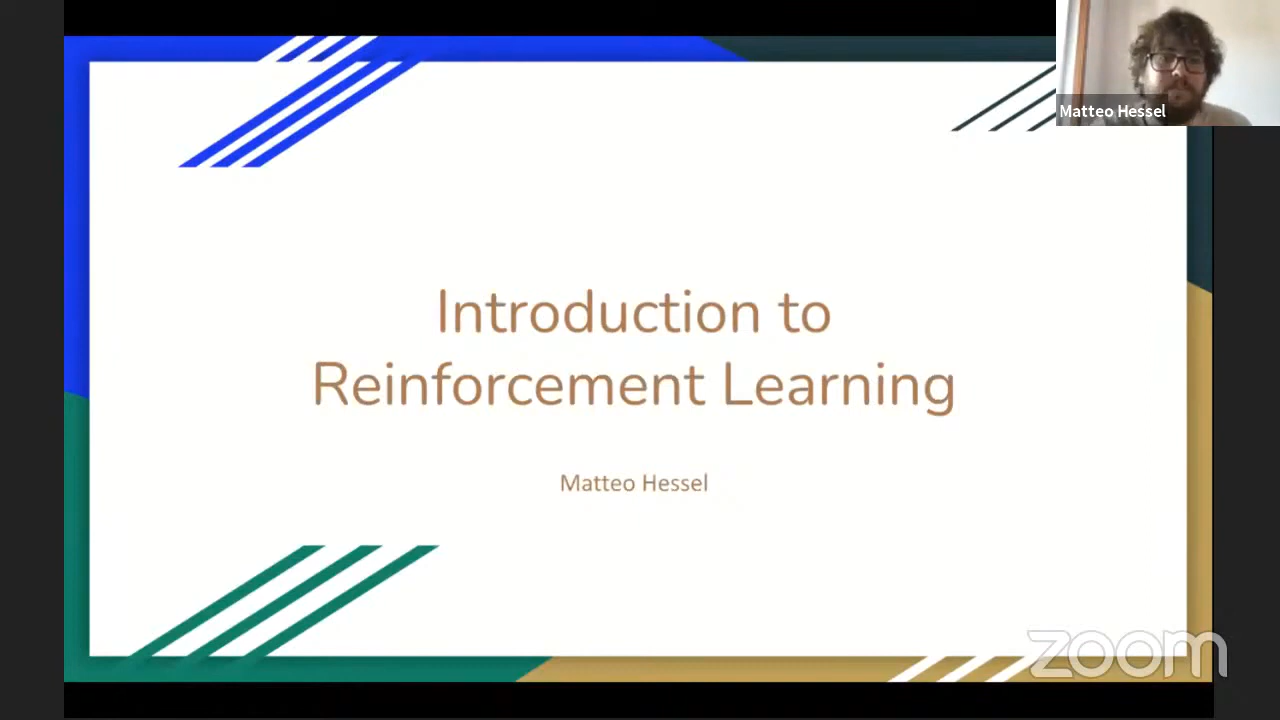 Matteo Hessel
Introduction to
Reinforcement Learning
Matteo Hessel
zoom